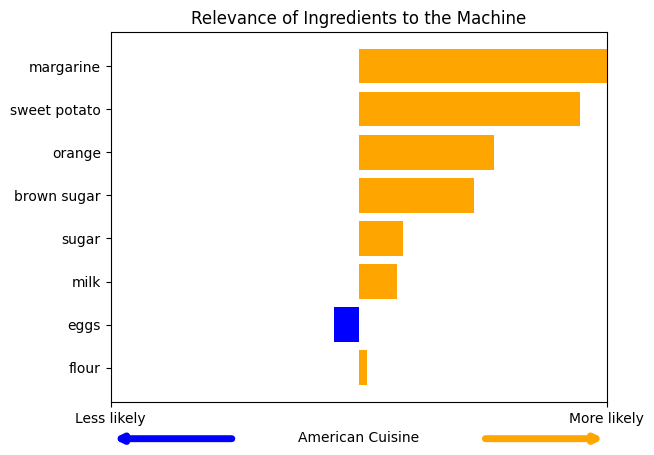 Relevance of Ingredients to the Machine
margarine
sweet potato
orange
brown sugar
sugar
milk
eggs
flour
Less likely
More likely
American Cuisine